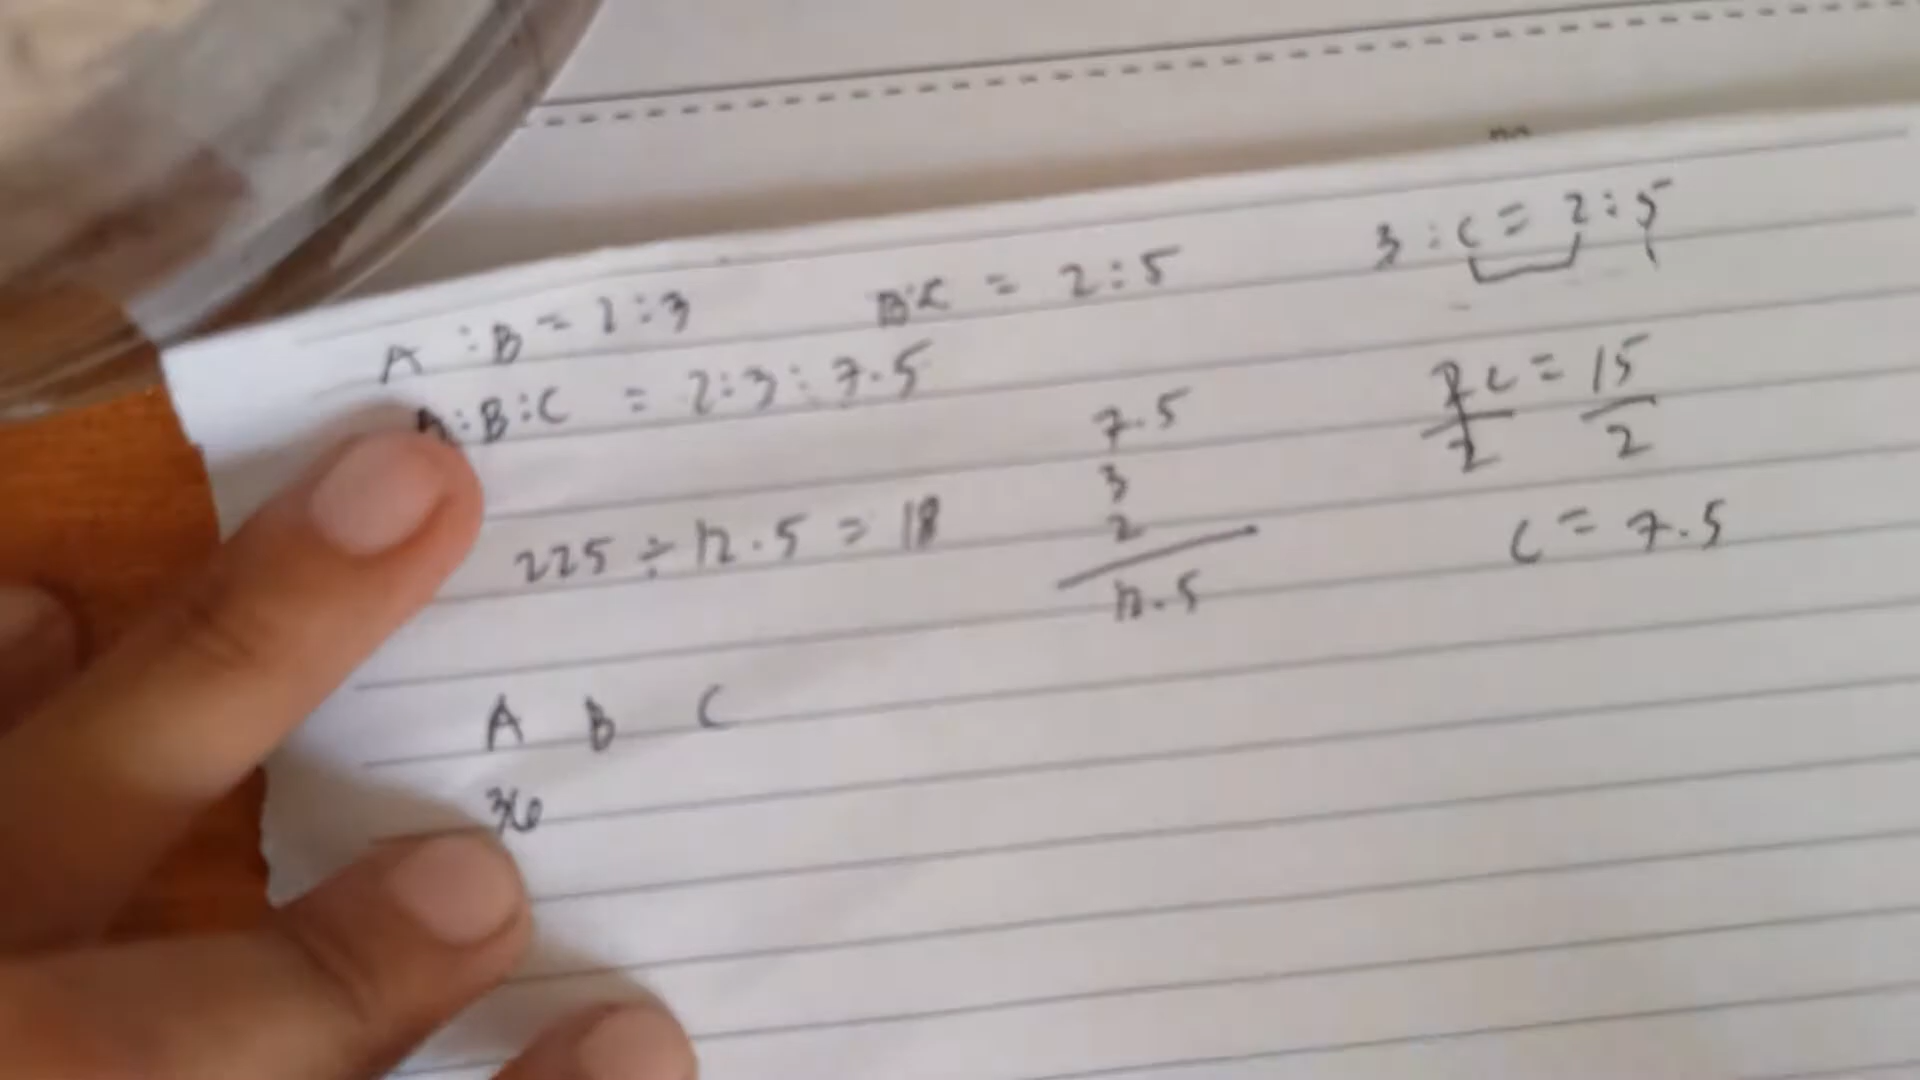 A : B = 2 : 3
B:C = 2 : 5
3 : C = 2 : 5
A : B : C = 2 : 3 : 7.5
2C = 15
2 2
7.5
3
2
12.5
225 ÷ 12.5 = 18
C = 7.5
A B C
36